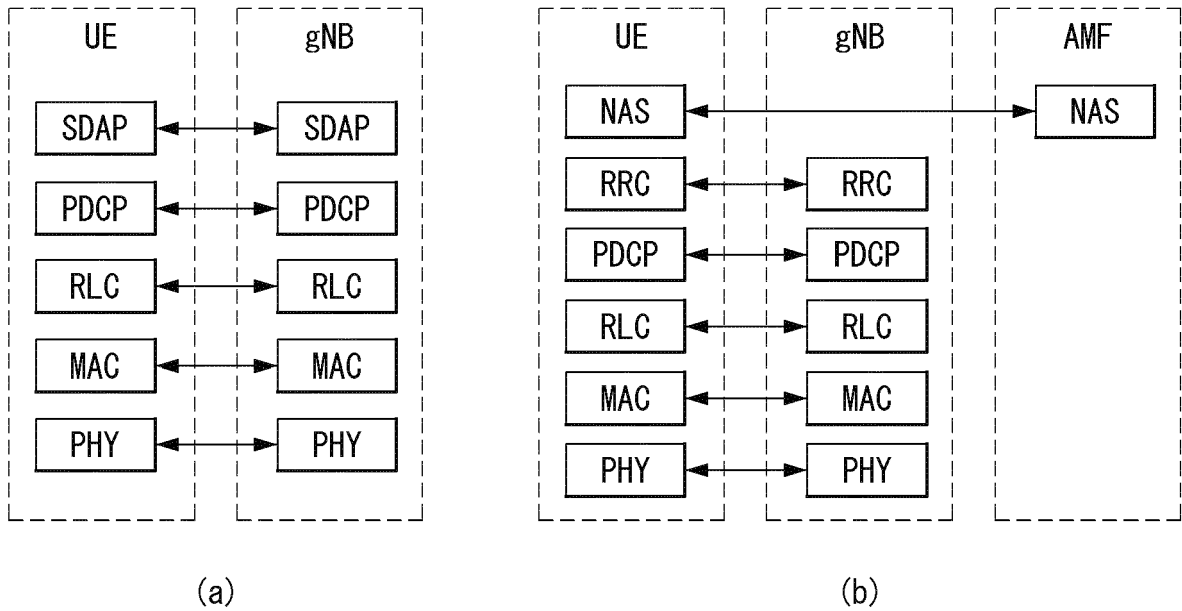 UE gNB UE gNB AMF
NAS NAS
SDAP SDAP
RRC RRC
PDCP PDCP
PDCP PDCP
RLC RLC
RLC RLC
MAC MAC
MAC MAC
PHY PHY
PHY PHY
(a) (b)